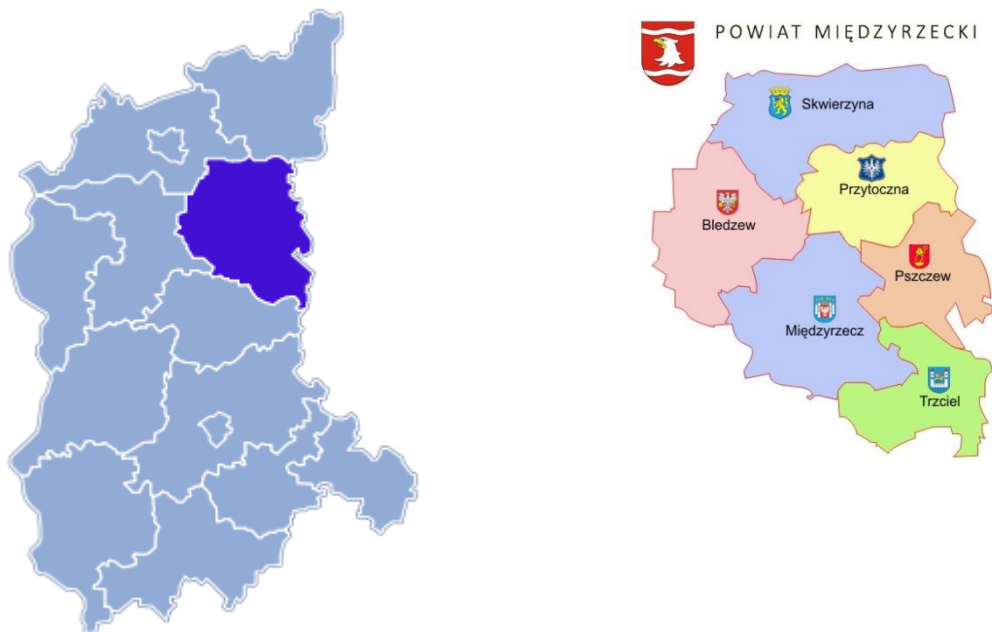 POWIAT MIĘDZYRZECKI
Skwierzyna
Przytoczna
Bledzew
Pszczew
Międzyrzecz
Trzciel